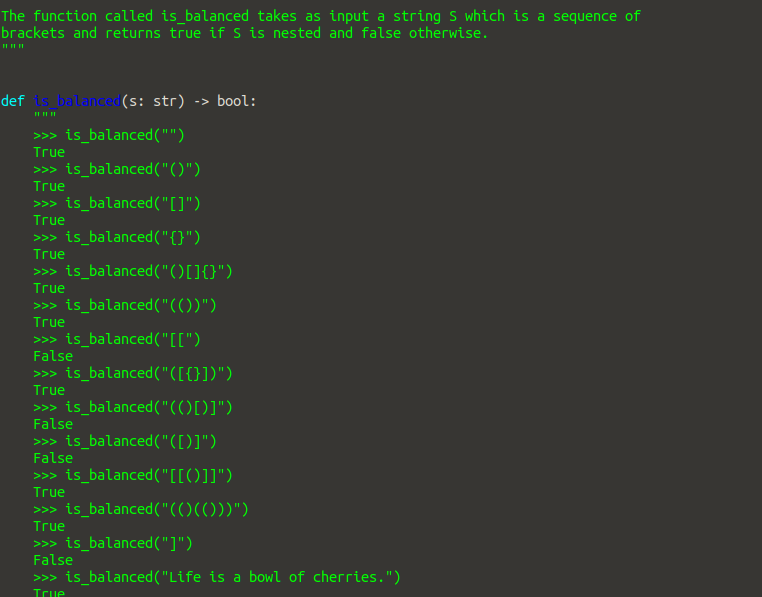 The function called is_balanced takes as input a string S which is a sequence of
brackets and returns true if S is nested and false otherwise.
"""
def is_balanced(s: str) -> bool:
"""
>>> is_balanced("")
True
>>> is_balanced("()")
True
>>> is_balanced("[]")
True
>>> is_balanced("{}")
True
>>> is_balanced("()[]{}")
True
>>> is_balanced("(())")
True
>>> is_balanced("[[")
False
>>> is_balanced("([{}])")
True
>>> is_balanced("(()[)]")
False
>>> is_balanced("([)]")
False
>>> is_balanced("[[()]]")
True
>>> is_balanced("(()(()))")
True
>>> is_balanced("]")
False
>>> is_balanced("Life is a bowl of cherries.")
True